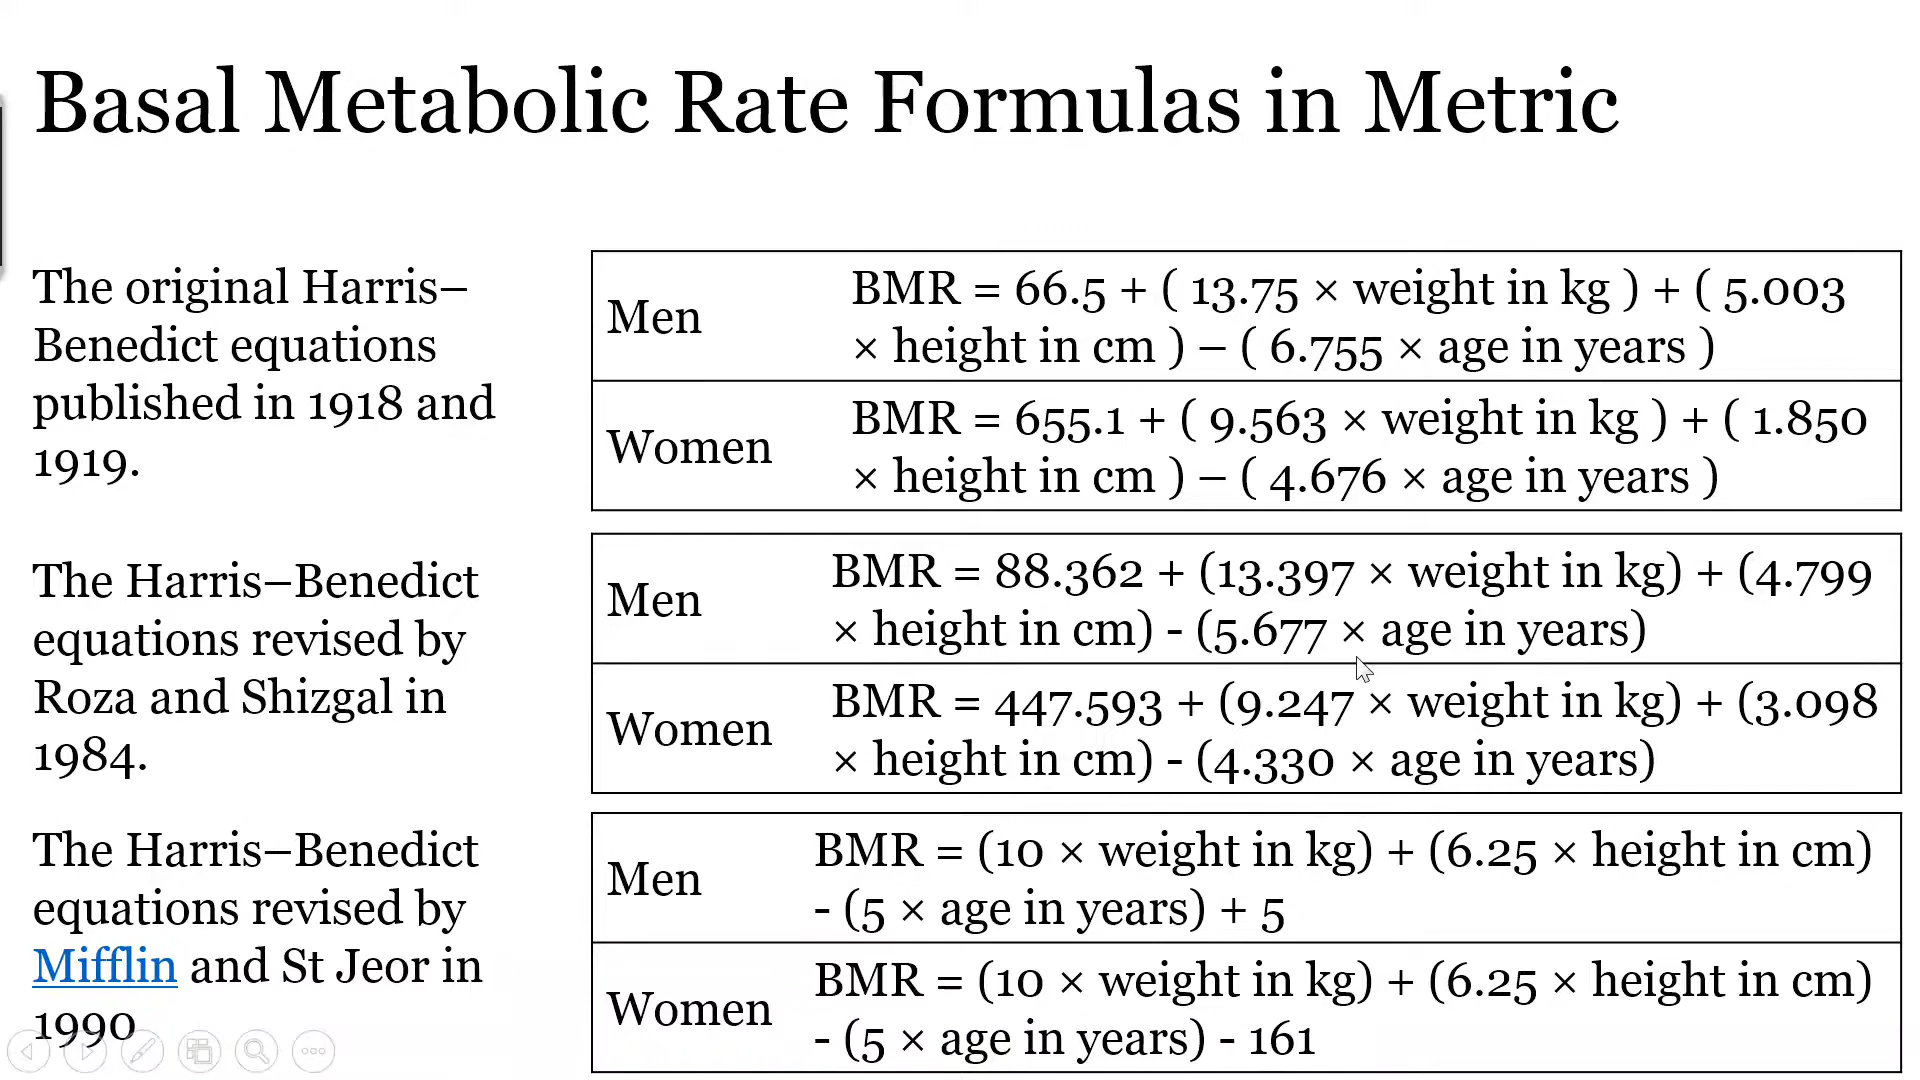 Basal Metabolic Rate Formulas in Metric
The original Harris–
Benedict equations
published in 1918 and
1919.
Men
BMR = 66.5 + ( 13.75 × weight in kg ) + ( 5.003
× height in cm ) – ( 6.755 × age in years )
Women
BMR = 655.1 + ( 9.563 × weight in kg ) + ( 1.850
× height in cm ) – ( 4.676 × age in years )
The Harris–Benedict
equations revised by
Roza and Shizgal in
1984.
Men
BMR = 88.362 + (13.397 × weight in kg) + (4.799
× height in cm) - (5.677 × age in years)
Women
BMR = 447.593 + (9.247 × weight in kg) + (3.098
× height in cm) - (4.330 × age in years)
The Harris–Benedict
equations revised by
Mifflin and St Jeor in
1990
Men
BMR = (10 × weight in kg) + (6.25 × height in cm)
- (5 × age in years) + 5
Women
BMR = (10 × weight in kg) + (6.25 × height in cm)
- (5 × age in years) - 161